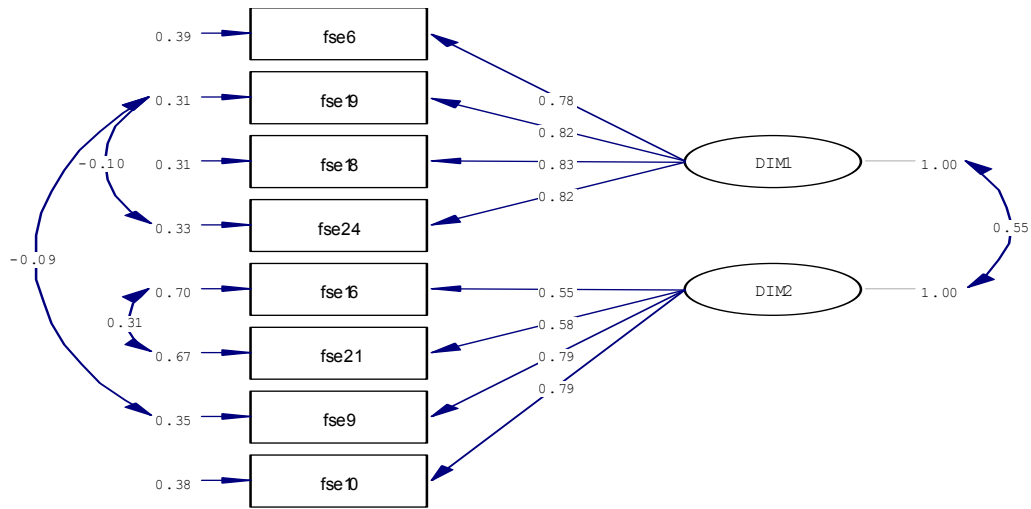 0.39 fse6
0.78
0.31 fse19
0.82
-0.10 0.31 fse18 0.83 DIM1 1.00
0.82
0.33 fse24 0.55
-0.09
0.70 fse16 0.55 DIM2 1.00
0.31 0.58
0.67 fse21
0.79
0.79
0.35 fse9
0.38 fse10